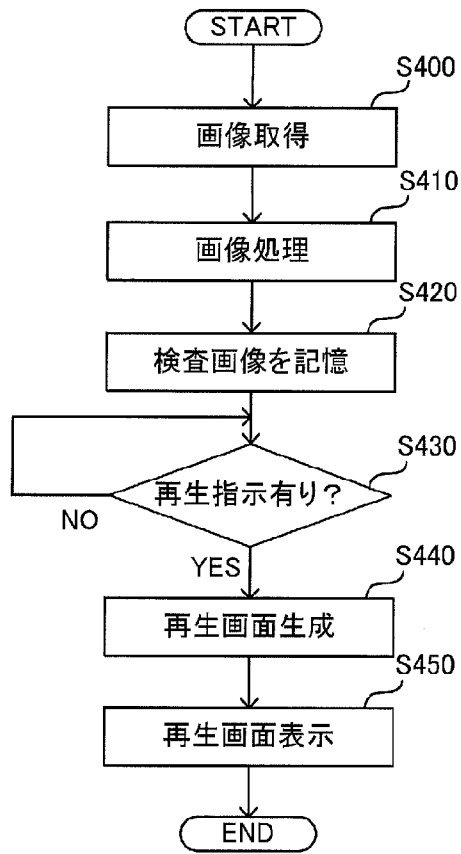 START
S400
画像取得
S410
画像処理
S420
検査画像を記憶
S430
再生指示有り？
NO
YES
S440
再生画面生成
S450
再生画面表示
END